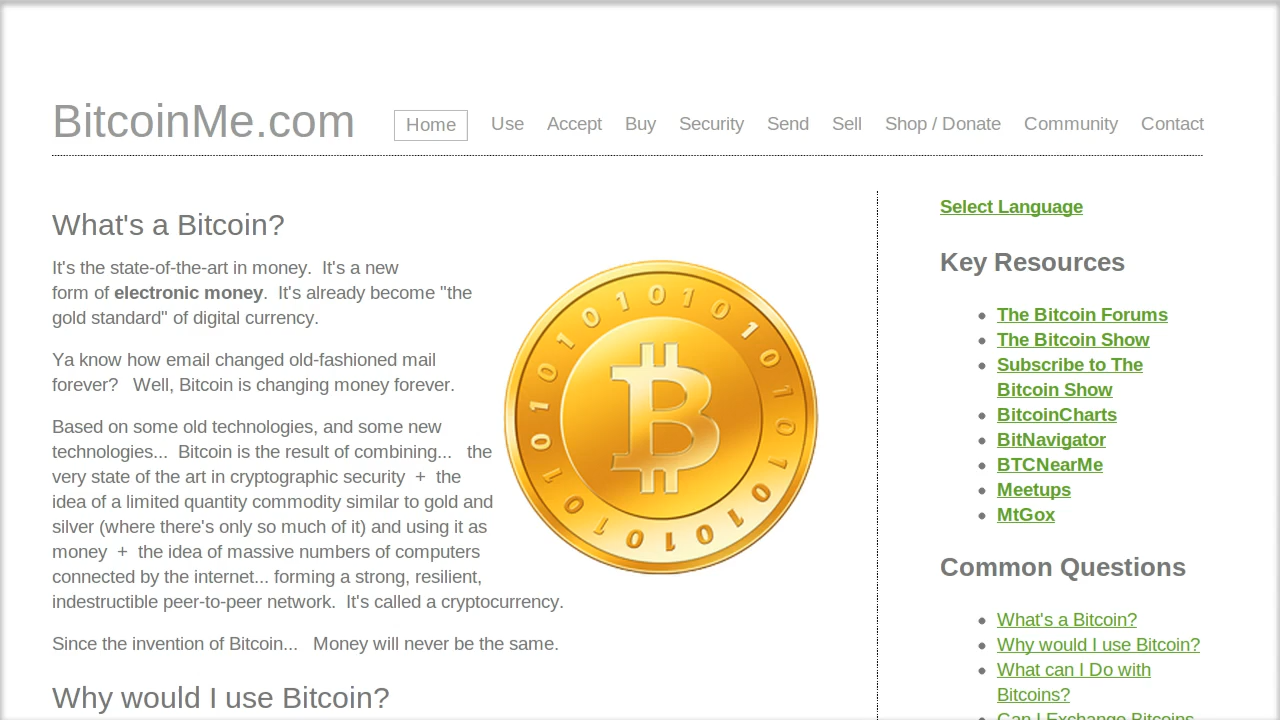 BitcoinMe.com
Home Use Accept Buy Security Send Sell Shop / Donate Community Contact
What's a Bitcoin?
It's the state-of-the-art in money. It's a new
form of electronic money. It's already become "the
gold standard" of digital currency.
Ya know how email changed old-fashioned mail
forever? Well, Bitcoin is changing money forever.
Based on some old technologies, and some new
technologies... Bitcoin is the result of combining... the
very state of the art in cryptographic security + the
idea of a limited quantity commodity similar to gold and
silver (where there's only so much of it) and using it as
money + the idea of massive numbers of computers
connected by the internet... forming a strong, resilient,
indestructible peer-to-peer network. It's called a cryptocurrency.
Since the invention of Bitcoin... Money will never be the same.
Why would I use Bitcoin?
Select Language
Key Resources
The Bitcoin Forums
The Bitcoin Show
Subscribe to The
Bitcoin Show
BitcoinCharts
BitNavigator
BTCNearMe
Meetups
MtGox
Common Questions
What's a Bitcoin?
Why would I use Bitcoin?
What can I Do with
Bitcoins?
Can I Exchange Bitcoins